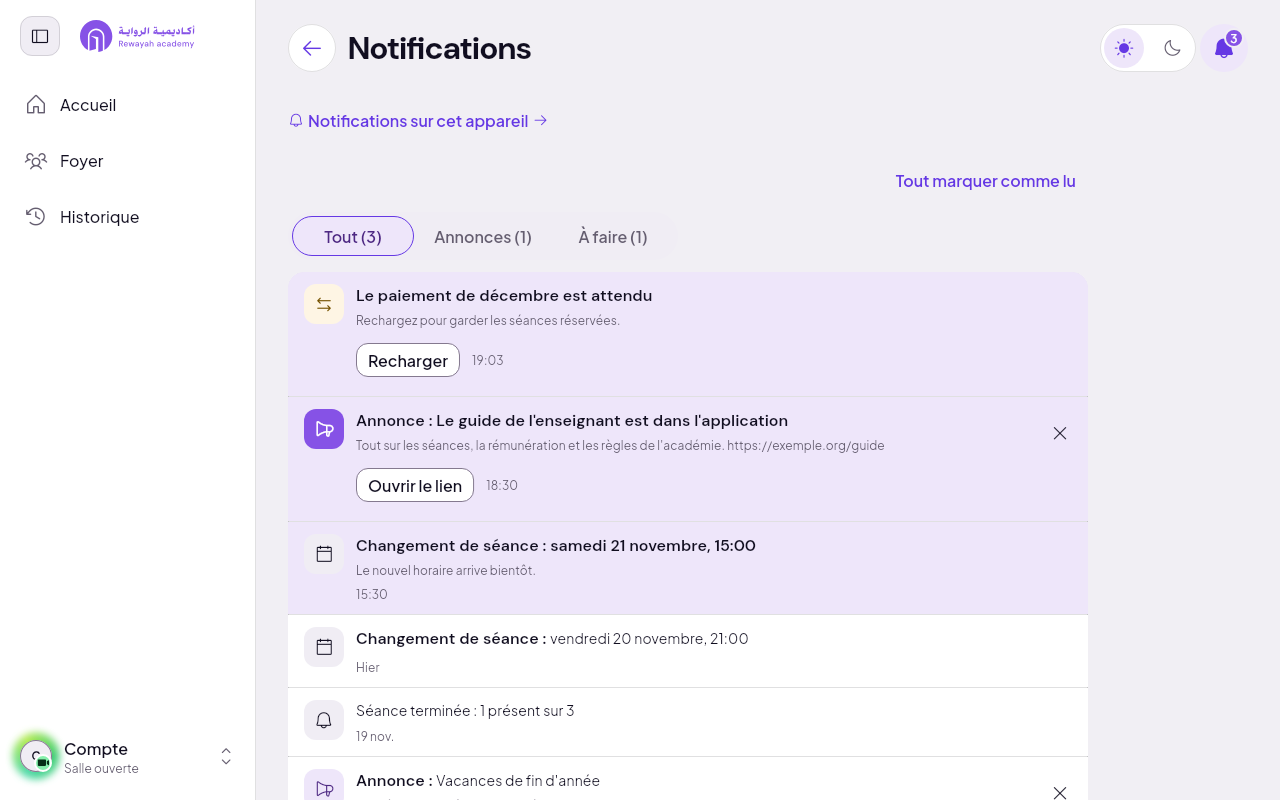 أكاديمية الرواية
Rewayah academy
Accueil
Foyer
Historique
C
Compte
Salle ouverte
Notifications
3
Notifications sur cet appareil →
Tout marquer comme lu
Tout (3)
Annonces (1)
À faire (1)
Le paiement de décembre est attendu
Rechargez pour garder les séances réservées.
Recharger 19:03
Annonce : Le guide de l'enseignant est dans l'application
Tout sur les séances, la rémunération et les règles de l'académie. https://exemple.org/guide
Ouvrir le lien 18:30
Changement de séance : samedi 21 novembre, 15:00
Le nouvel horaire arrive bientôt.
15:30
Changement de séance : vendredi 20 novembre, 21:00
Hier
Séance terminée : 1 présent sur 3
19 nov.
Annonce : Vacances de fin d'année